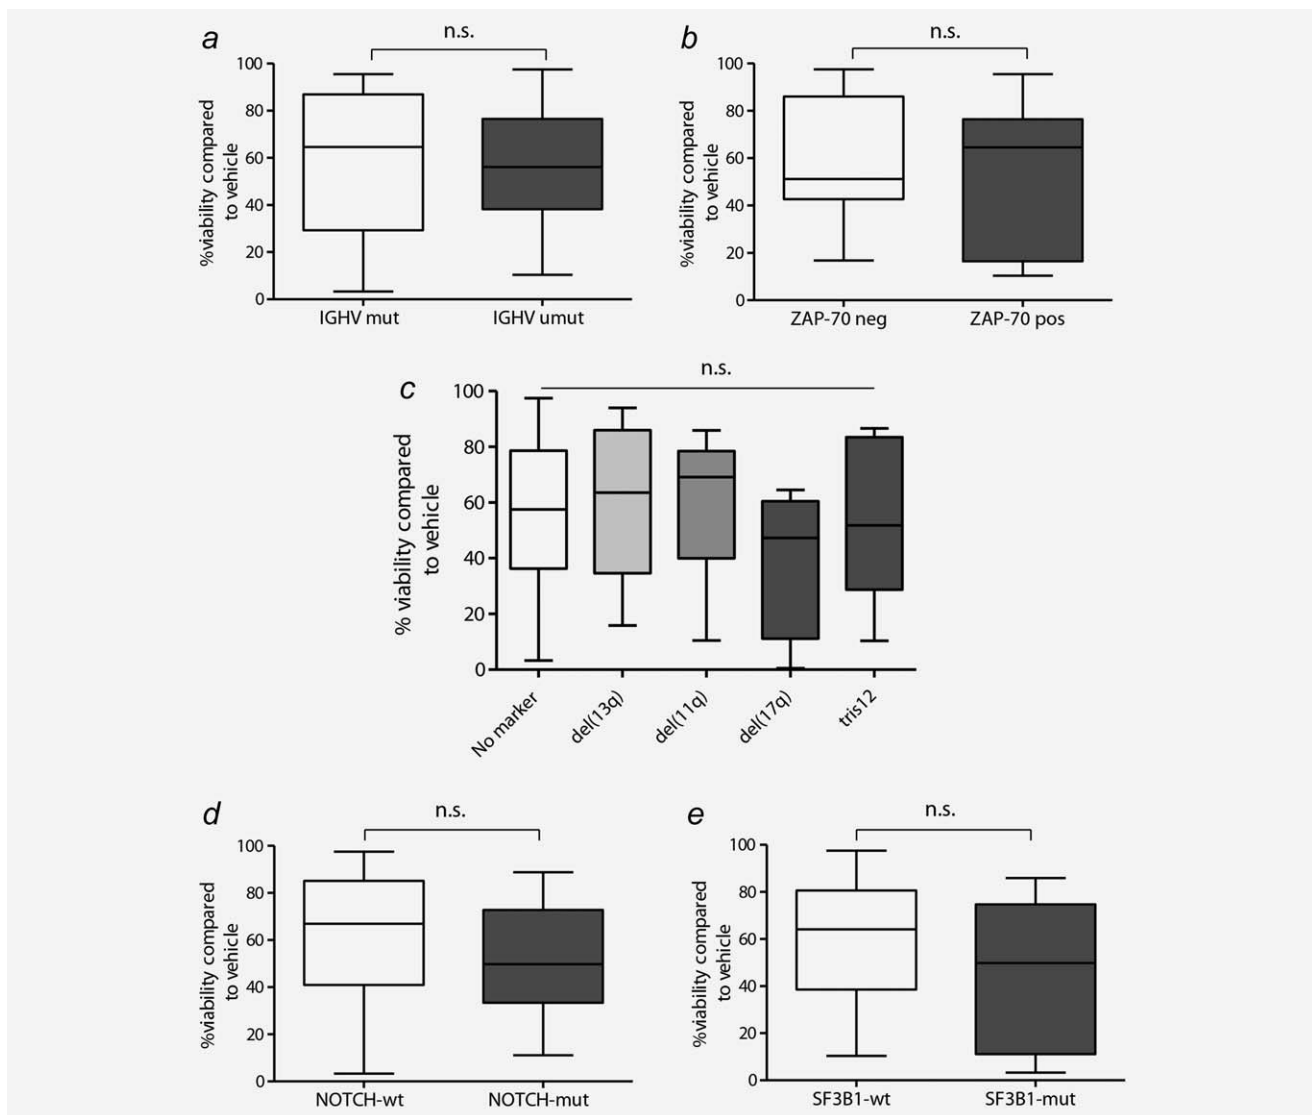 a
n.s.
%viability compared
to vehicle
100
80
60
40
20
0
IGHV mut
IGHV umut
b
n.s.
%viability compared
to vehicle
100
80
60
40
20
0
ZAP-70 neg
ZAP-70 pos
c
n.s.
% viability compared
to vehicle
100
80
60
40
20
0
No marker
del(13q)
del(11q)
del(17q)
tris12
d
n.s.
%viability compared
to vehicle
100
80
60
40
20
0
NOTCH-wt
NOTCH-mut
e
n.s.
%viability compared
to vehicle
100
80
60
40
20
0
SF3B1-wt
SF3B1-mut